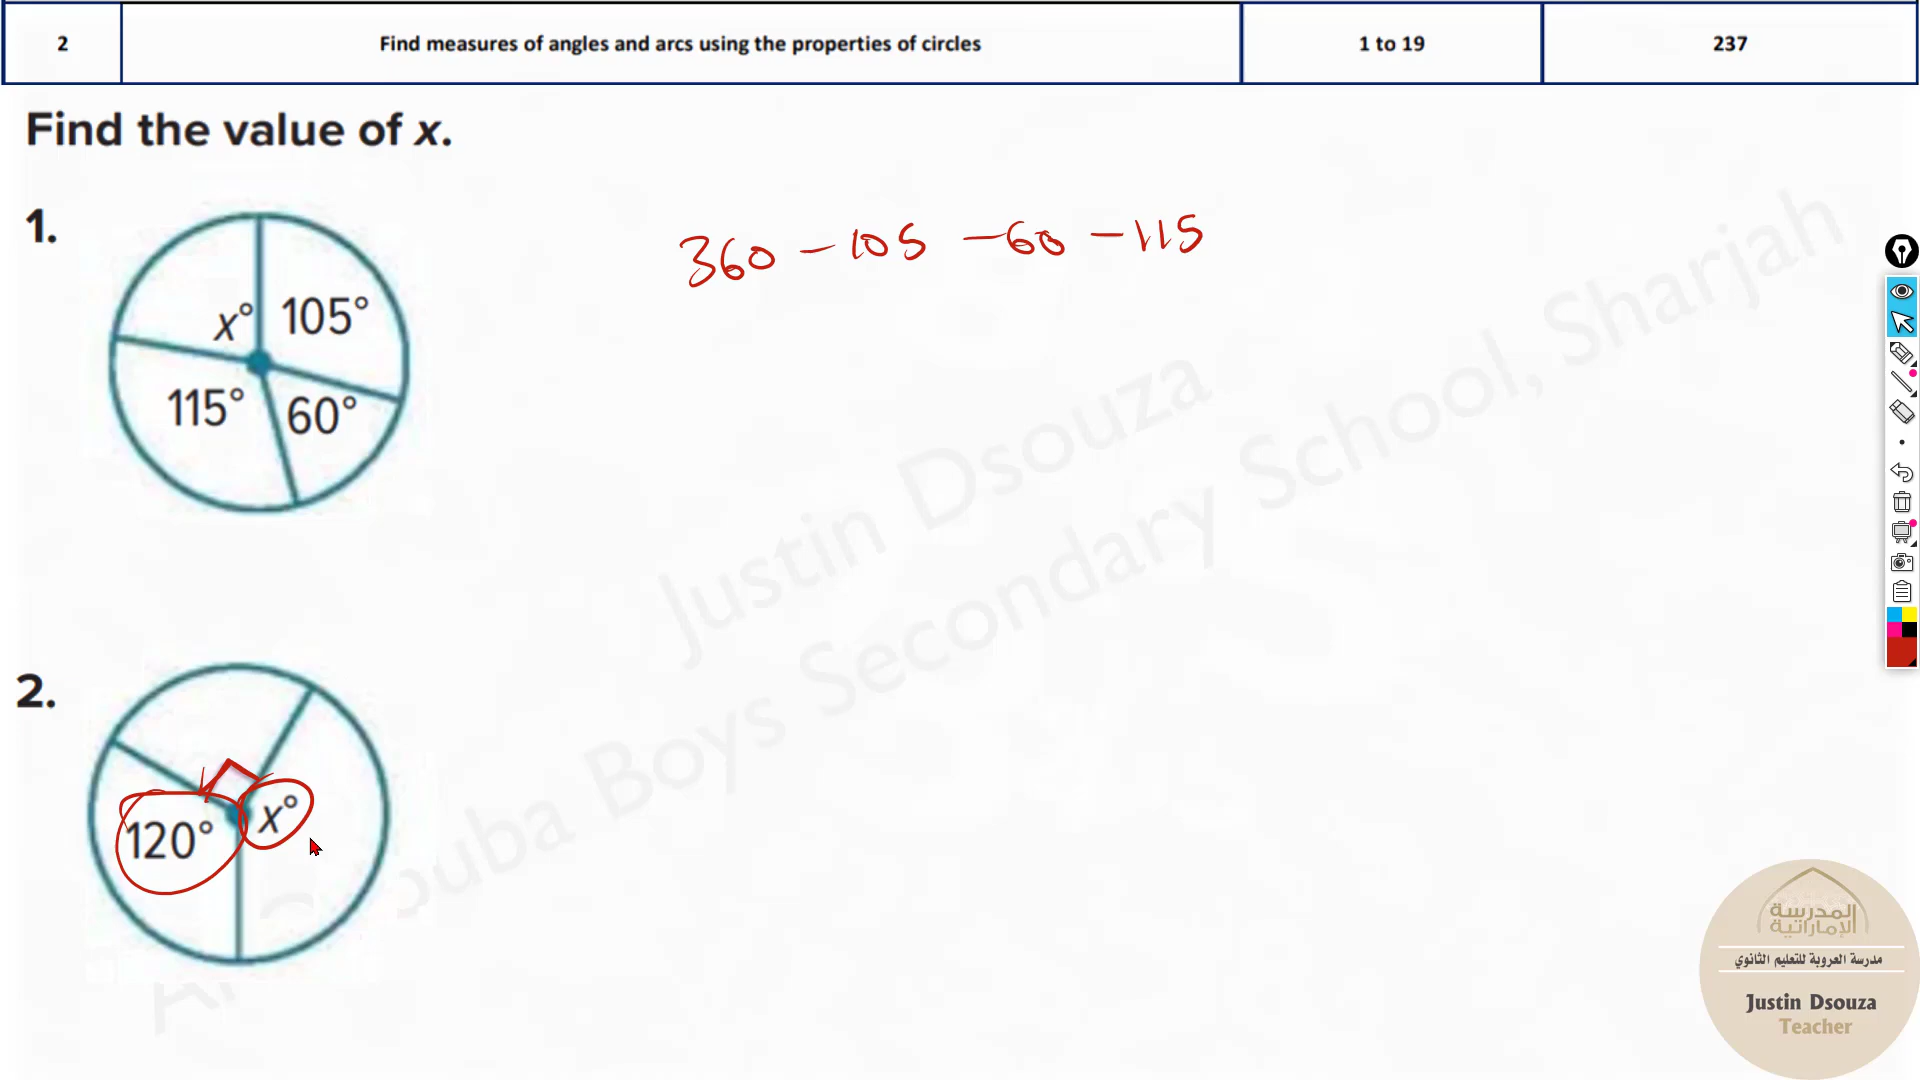 2 Find measures of angles and arcs using the properties of circles 1 to 19 237
Find the value of x.
1.
360 – 105 – 60 – 115
x° 105°
115° 60°
2.
120° x°
Justin Dsouza
Boys Secondary School, Sharjah
المدرسة
الإماراتية
مدرسة العروبة للتعليم الثانوي
Justin Dsouza
Teacher